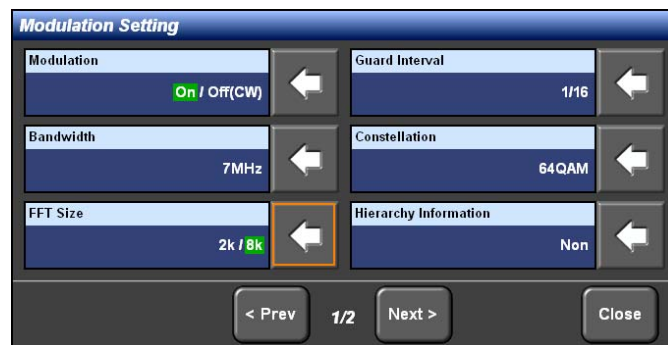 Modulation Setting
Modulation
On / Off(CW)
Guard Interval
1/16
Bandwidth
7MHz
Constellation
64QAM
FFT Size
2k / 8k
Hierarchy Information
Non
< Prev
1/2
Next >
Close